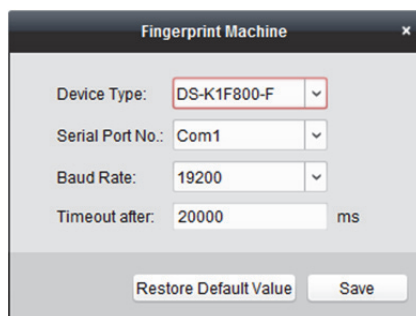 Fingerprint Machine ×
Device Type: DS-K1F800-F
Serial Port No.: Com1
Baud Rate: 19200
Timeout after: 20000 ms
Restore Default Value Save